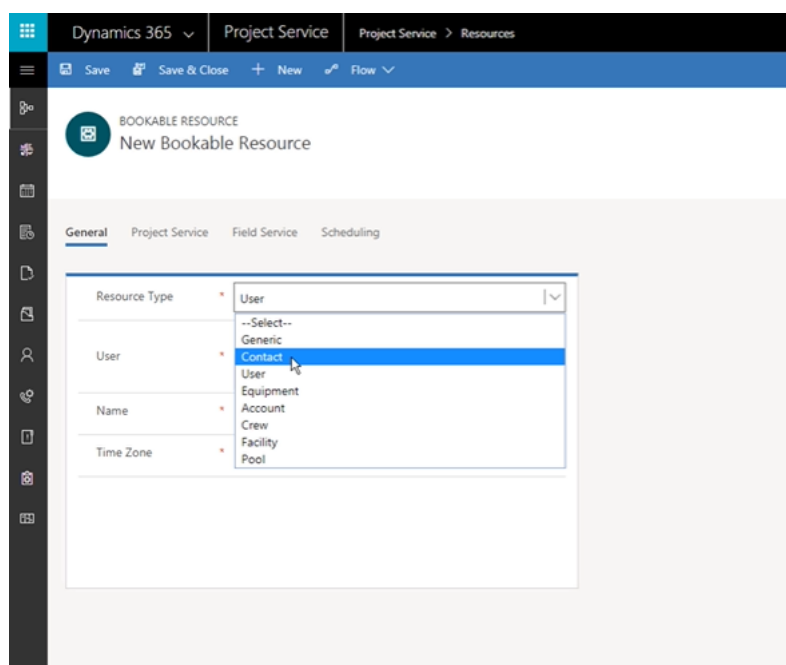 Dynamics 365 Project Service Project Service > Resources
Save Save & Close + New Flow
BOOKABLE RESOURCE
New Bookable Resource
General Project Service Field Service Scheduling
Resource Type * User
--Select--
Generic
User * Contact
User
Equipment
Name * Account
Crew
Time Zone * Facility
Pool